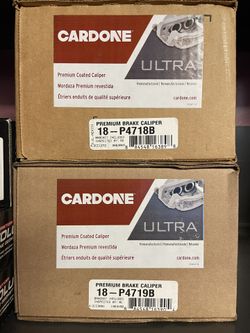 CARDONE
ULTRA
Premium Coated Caliper
Mordaza Premium revestida
Étriers enduits de qualité supérieure
cardone.com
PREMIUM BRAKE CALIPER
18-P4718B
CARDONE
ULTRA
Premium Coated Caliper
Mordaza Premium revestida
Étriers enduits de qualité supérieure
cardone.com
PREMIUM BRAKE CALIPER
18-P4719B